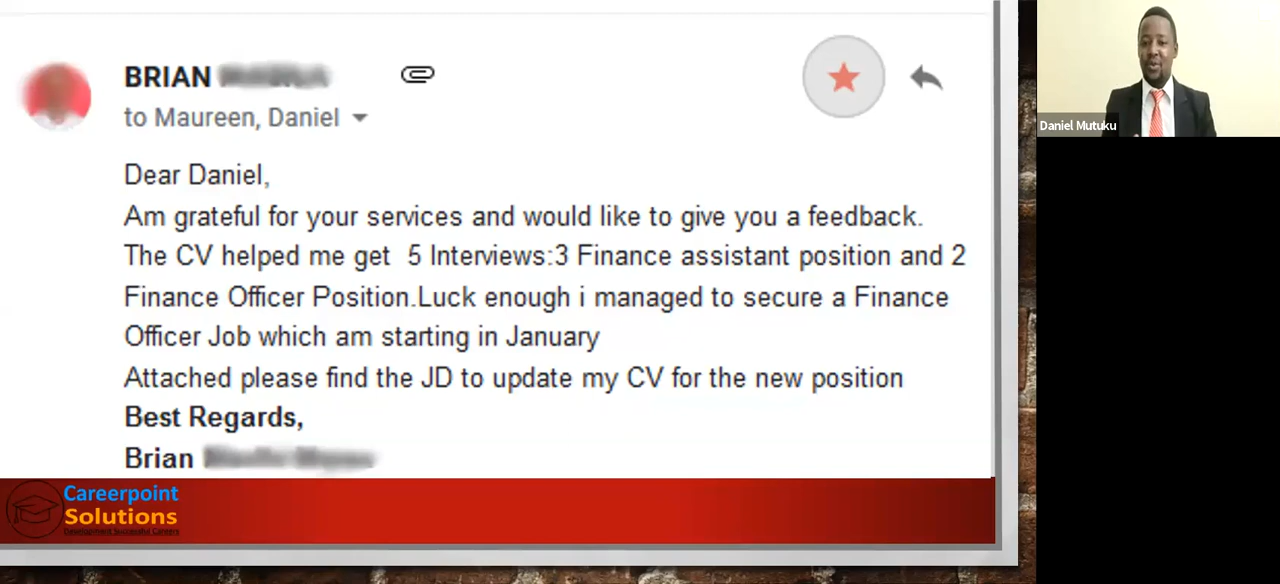 BRIAN
to Maureen, Daniel
Dear Daniel,
Am grateful for your services and would like to give you a feedback.
The CV helped me get 5 Interviews:3 Finance assistant position and 2
Finance Officer Position.Luck enough i managed to secure a Finance
Officer Job which am starting in January
Attached please find the JD to update my CV for the new position
Best Regards,
Brian
Careerpoint
Solutions
Development Successful Careers
Daniel Mutuku